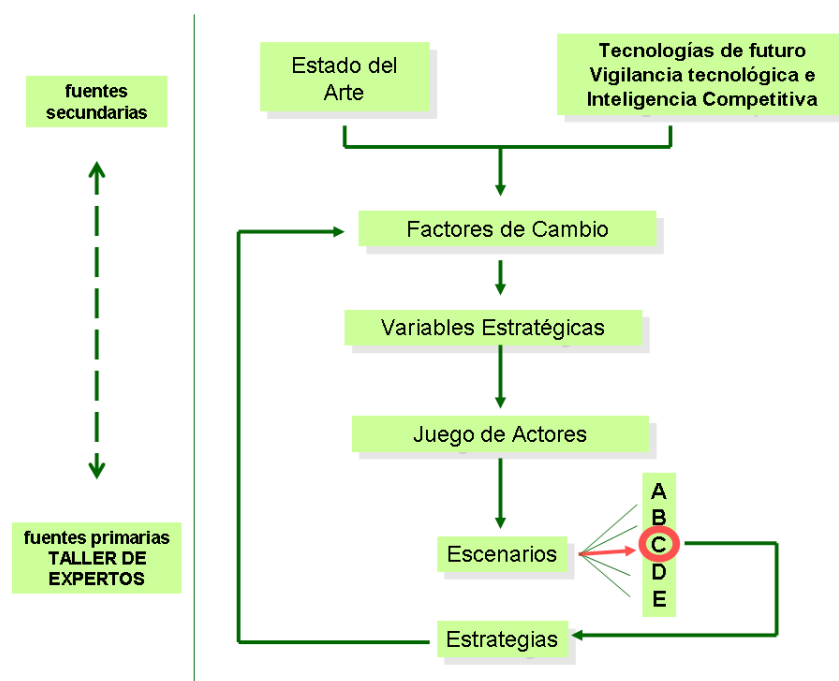 fuentes
secundarias
fuentes primarias
TALLER DE
EXPERTOS
Estado del
Arte
Tecnologías de futuro
Vigilancia tecnológica e
Inteligencia Competitiva
Factores de Cambio
Variables Estratégicas
Juego de Actores
Escenarios
A
B
C
D
E
Estrategias